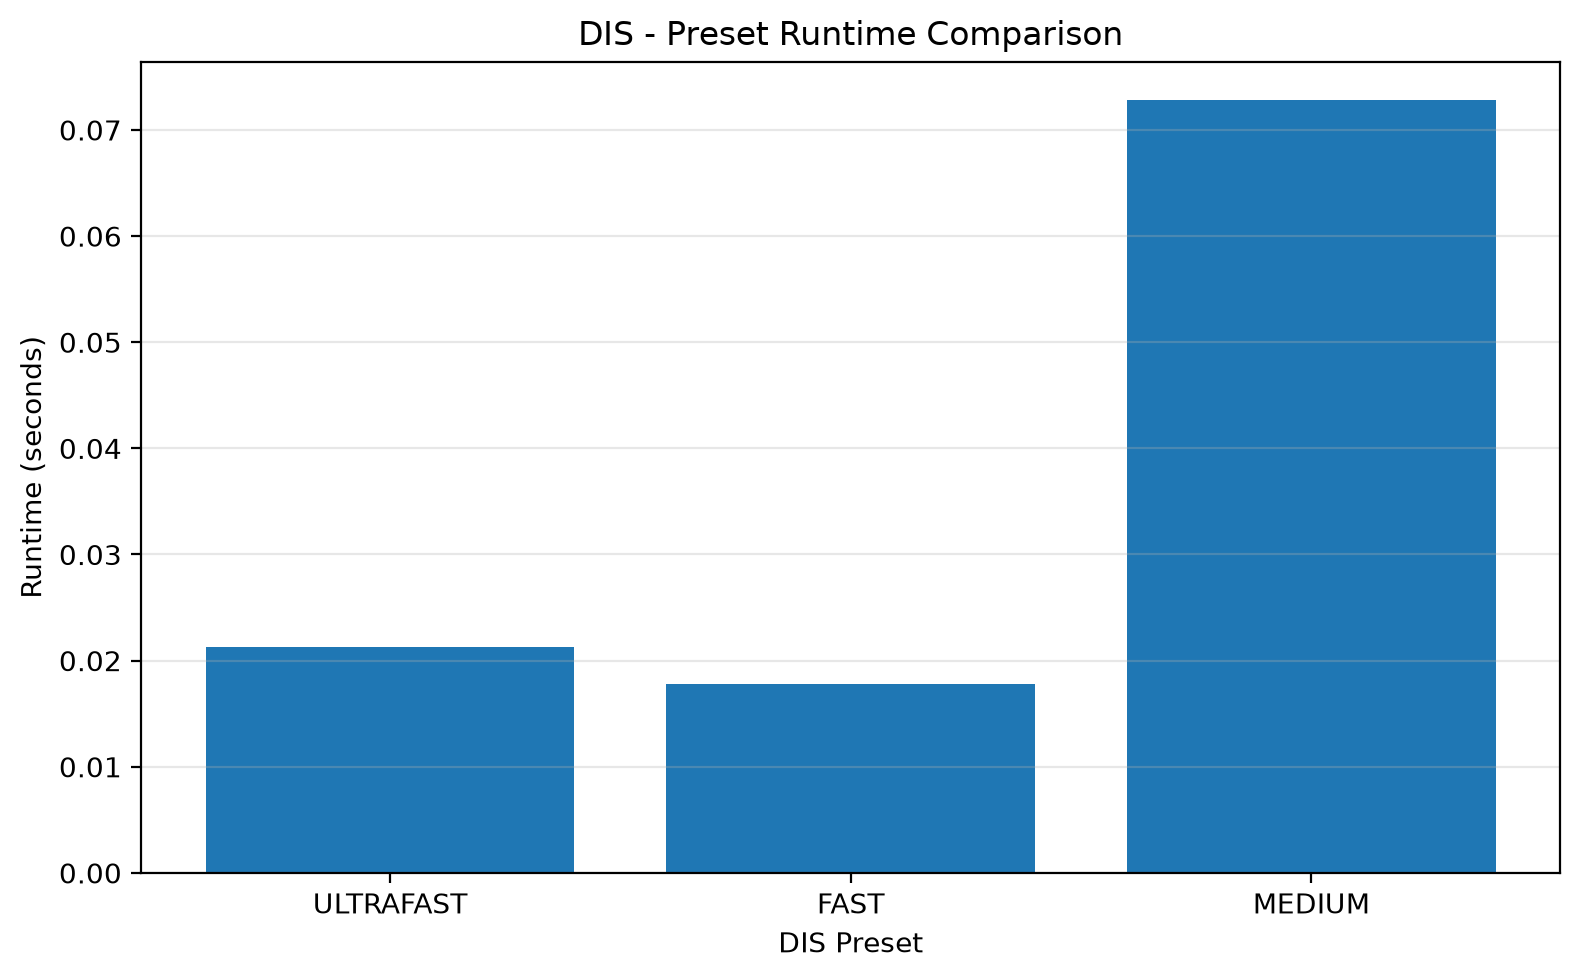 DIS - Preset Runtime Comparison
Runtime (seconds)
0.07
0.06
0.05
0.04
0.03
0.02
0.01
0.00
ULTRAFAST FAST MEDIUM
DIS Preset